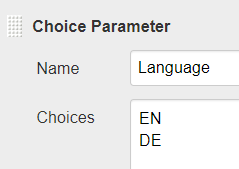 Choice Parameter
Name Language
Choices EN
DE